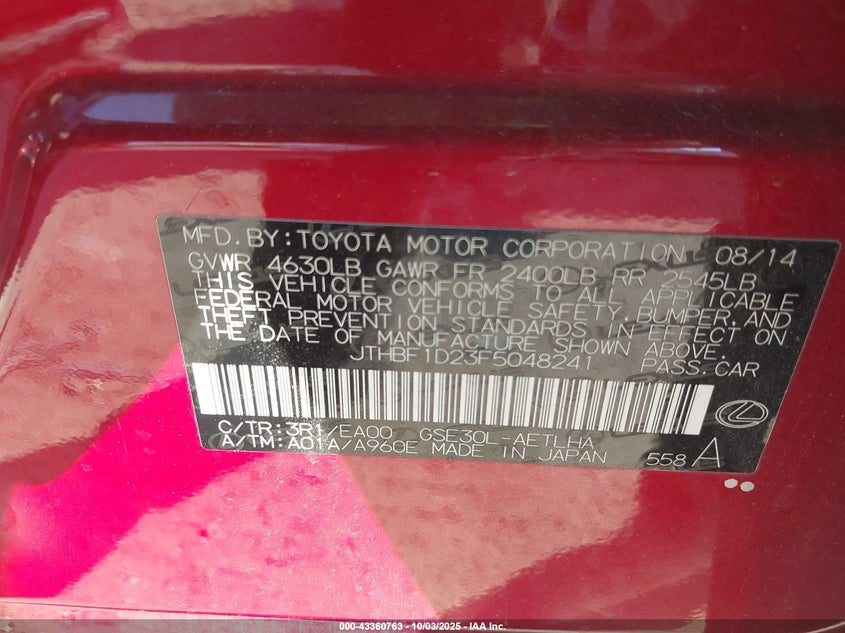 MFD. BY: TOYOTA MOTOR CORPORATION 08/14
GVWR 4630LB GAWR FR 2400LB RR 2545LB
THIS VEHICLE CONFORMS TO ALL APPLICABLE
FEDERAL MOTOR VEHICLE SAFETY, BUMPER, AND
THEFT PREVENTION STANDARDS IN EFFECT ON
THE DATE OF MANUFACTURE SHOWN ABOVE.
JTHBF1D23F5048241 PASS. CAR
C/TR: 3R1/EA00 GSE30L-AETLHA
A/TM: A01A/A960E MADE IN JAPAN 558 A
000-43360763 - 10/03/2025 - IAA Inc.